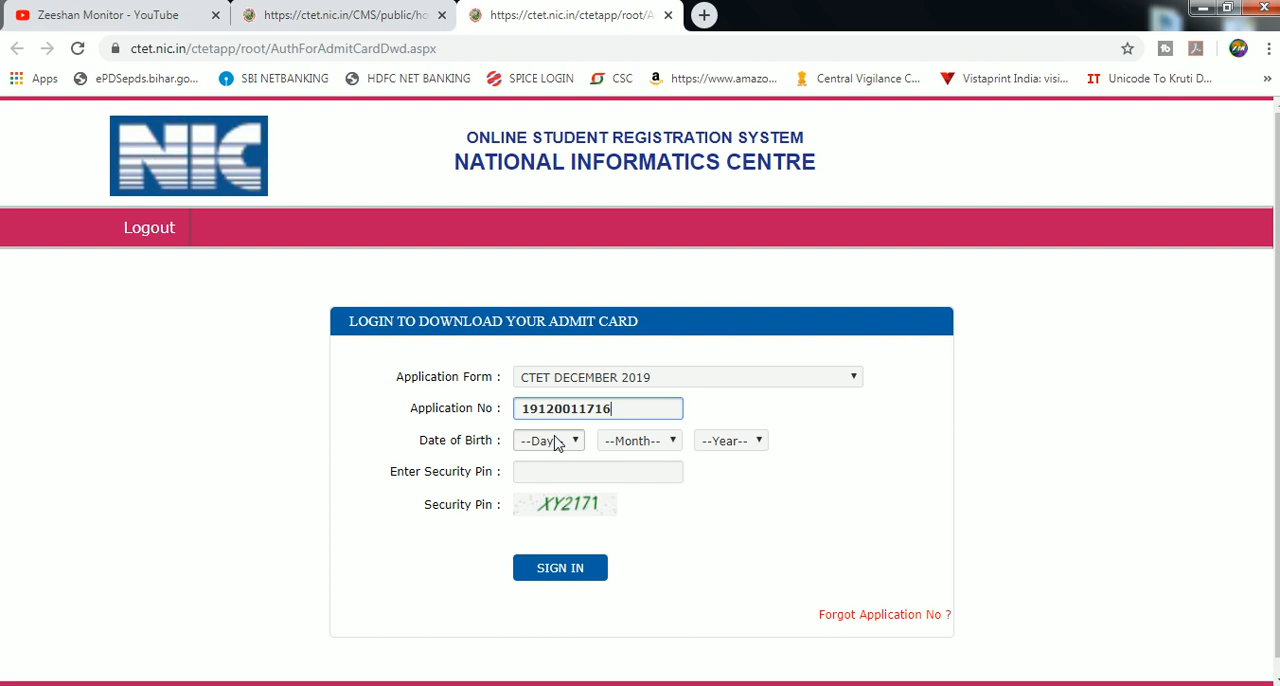 Zeeshan Monitor - YouTube
https://ctet.nic.in/CMS/public/ho
https://ctet.nic.in/ctetapp/root/A
ctet.nic.in/ctetapp/root/AuthForAdmitCardDwd.aspx
Apps ePDSepds.bihar.go... SBI NETBANKING HDFC NET BANKING SPICE LOGIN CSC https://www.amazo... Central Vigilance C... Vistaprint India: visi... IT Unicode To Kruti D... »
NIC
ONLINE STUDENT REGISTRATION SYSTEM
NATIONAL INFORMATICS CENTRE
Logout
LOGIN TO DOWNLOAD YOUR ADMIT CARD
Application Form : CTET DECEMBER 2019
Application No : 19120011716
Date of Birth : --Day --Month-- --Year--
Enter Security Pin :
Security Pin : XY2171
SIGN IN
Forgot Application No ?